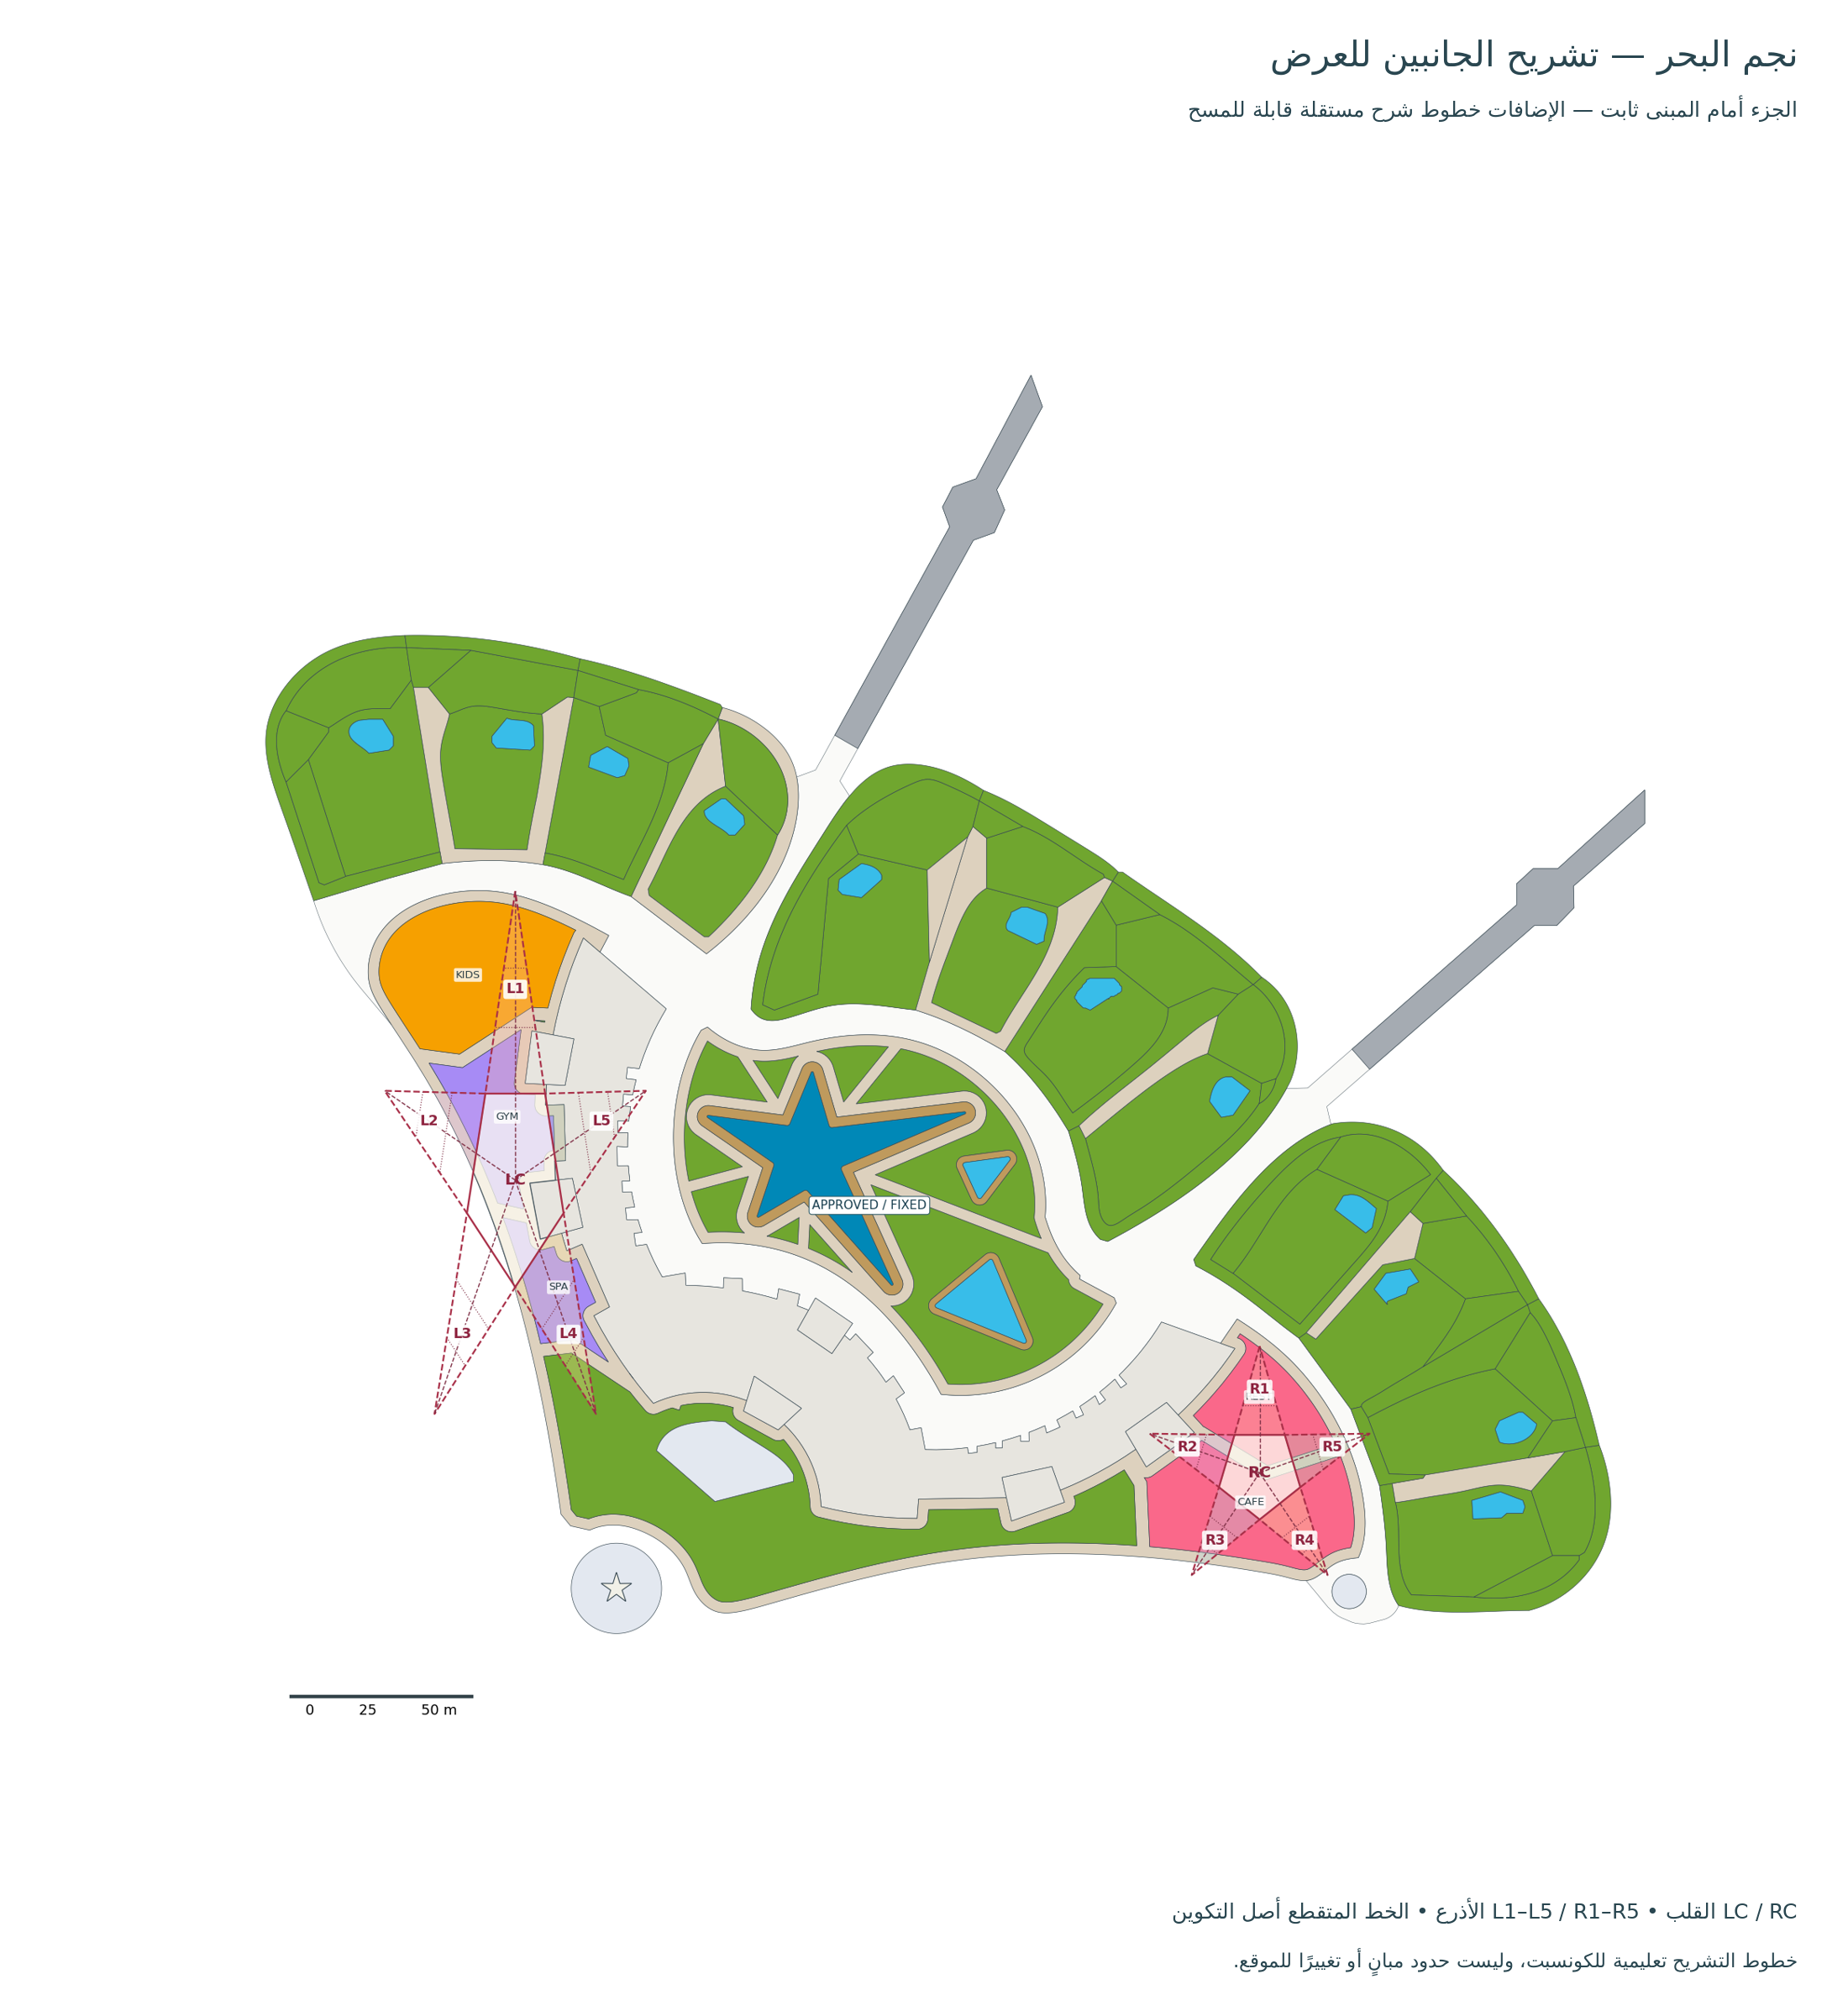 نجم البحر — تشريح الجانبين للعرض
الجزء أمام المبنى ثابت — الإضافات خطوط شرح مستقلة قابلة للمسح
KIDS
L1
GYM
L2
L5
LC
APPROVED / FIXED
SPA
L3
L4
R1
R2
R5
RC
CAFE
R3
R4
0 25 50 m
LC / RC القلب • L1–L5 / R1–R5 الأذرع • الخط المتقطع أصل التكوين
خطوط التشريح تعليمية للكونسبت، وليست حدود مبانٍ أو تغييرًا للموقع.